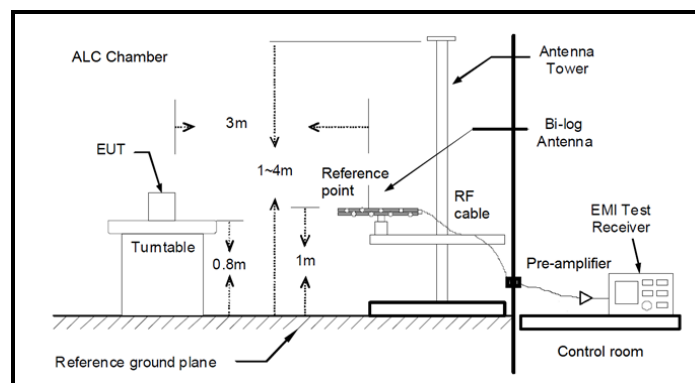 ALC Chamber
Antenna
Tower
3m
Bi-log
Antenna
EUT
1~4m
Reference
point
RF
cable
EMI Test
Receiver
Turntable
0.8m
1m
Pre-amplifier
Reference ground plane
Control room